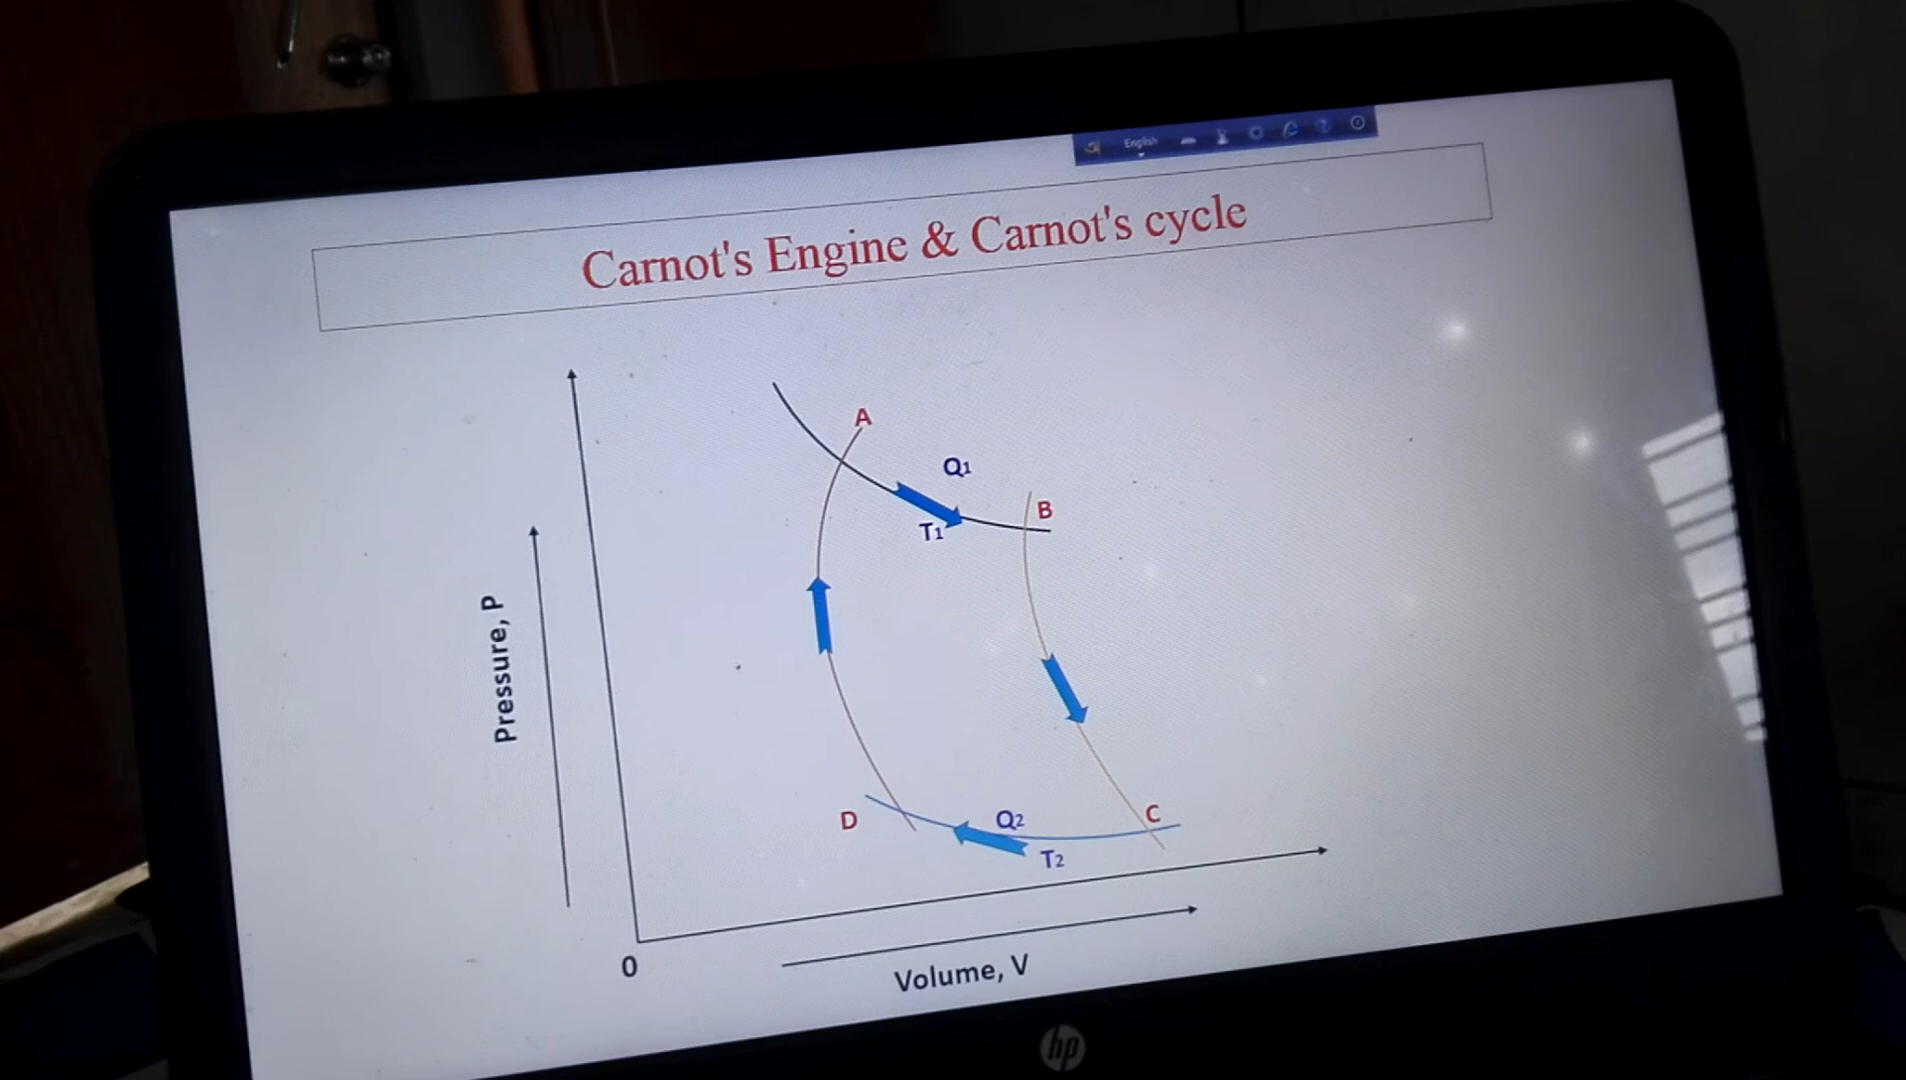 অ English
Carnot's Engine & Carnot's cycle
A
Q1
B
T1
Pressure, P
D
Q2
C
T2
0
Volume, V
hp